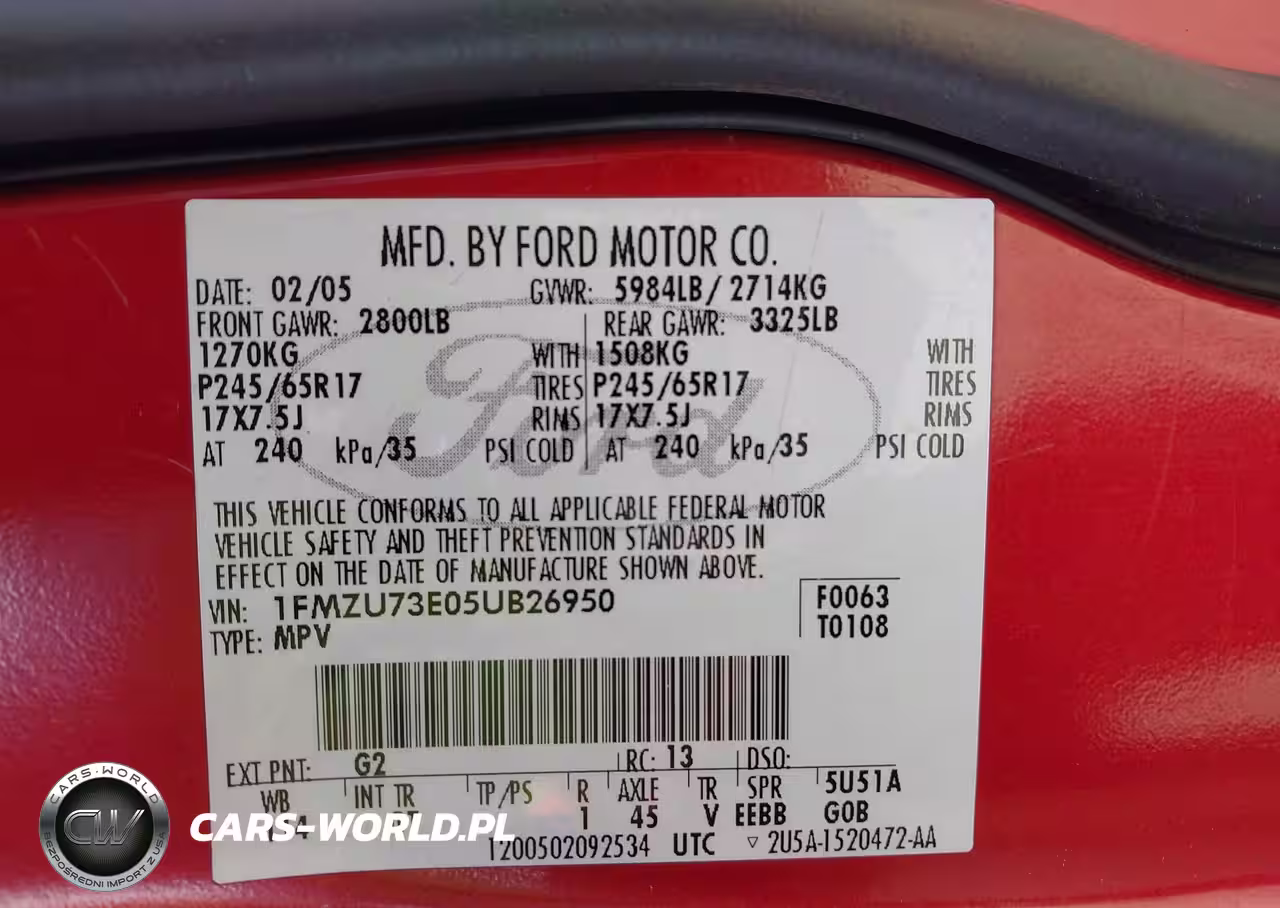 MFD. BY FORD MOTOR CO.
DATE: 02/05 GVWR: 5984LB/ 2714KG
FRONT GAWR: 2800LB REAR GAWR: 3325LB
1270KG WITH 1508KG WITH
P245/65R17 TIRES P245/65R17 TIRES
17X7.5J RIMS 17X7.5J RIMS
AT 240 kPa/35 PSI COLD AT 240 kPa/35 PSI COLD
Ford
THIS VEHICLE CONFORMS TO ALL APPLICABLE FEDERAL MOTOR
VEHICLE SAFETY AND THEFT PREVENTION STANDARDS IN
EFFECT ON THE DATE OF MANUFACTURE SHOWN ABOVE.
VIN: 1FMZU73E05UB26950 F0063
TYPE: MPV T0108
EXT PNT: G2 RC: 13 DSO:
WB INT TR TP/PS R AXLE TR SPR 5U51A
1 45 V EEBB G0B
1200502092534 UTC ▽ 2U5A-1520472-AA
CARS-WORLD
CW
BEZPOŚREDNI IMPORT Z USA
CARS-WORLD.PL